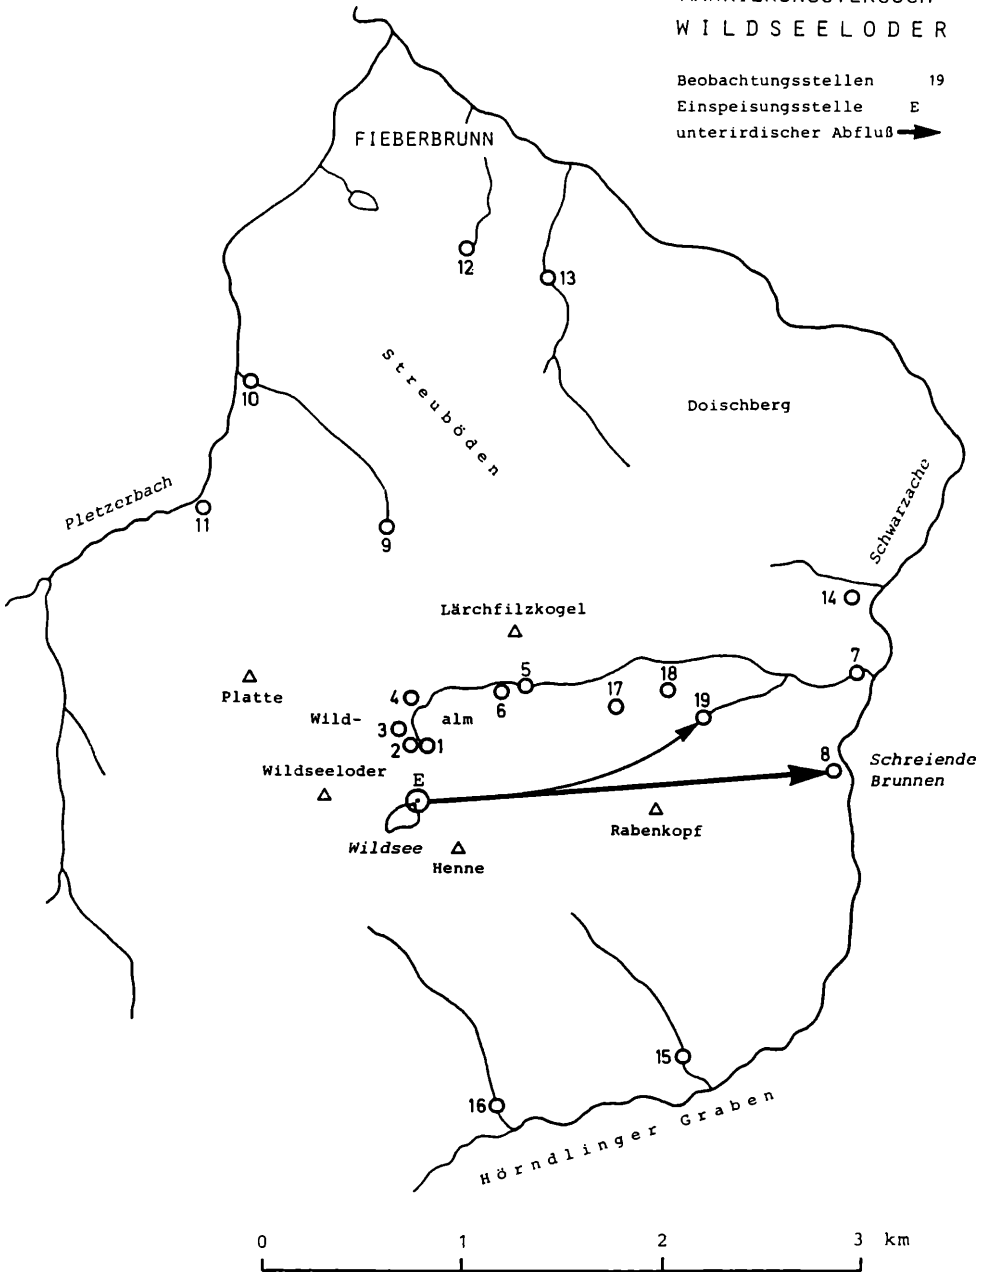 WILDSEELODER
Beobachtungsstellen 19
Einspeisungsstelle E
unterirdischer Abfluß
FIEBERBRUNN
12
13
Streuböden
10
Doischberg
Pletzerbach
11
9
Schwarzache
14
Lärchfilzkogel
Platte
4
5
6
18
17
7
19
Wild-
alm
3
2
1
Wildseeloder
E
8
Schreiende
Brunnen
Rabenkopf
Wildsee
Henne
15
16
Hörndlinger Graben
0 1 2 3 km